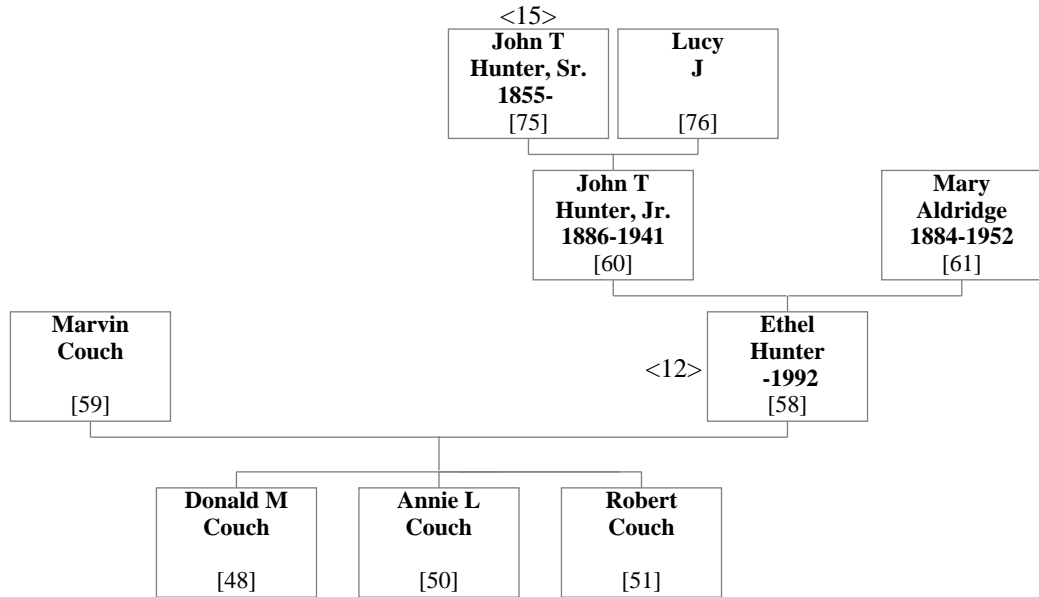 <15>
John T
Hunter, Sr.
1855-
[75]
Lucy
J
[76]
John T
Hunter, Jr.
1886-1941
[60]
Mary
Aldridge
1884-1952
[61]
Marvin
Couch
[59]
<12>
Ethel
Hunter
-1992
[58]
Donald M
Couch
[48]
Annie L
Couch
[50]
Robert
Couch
[51]